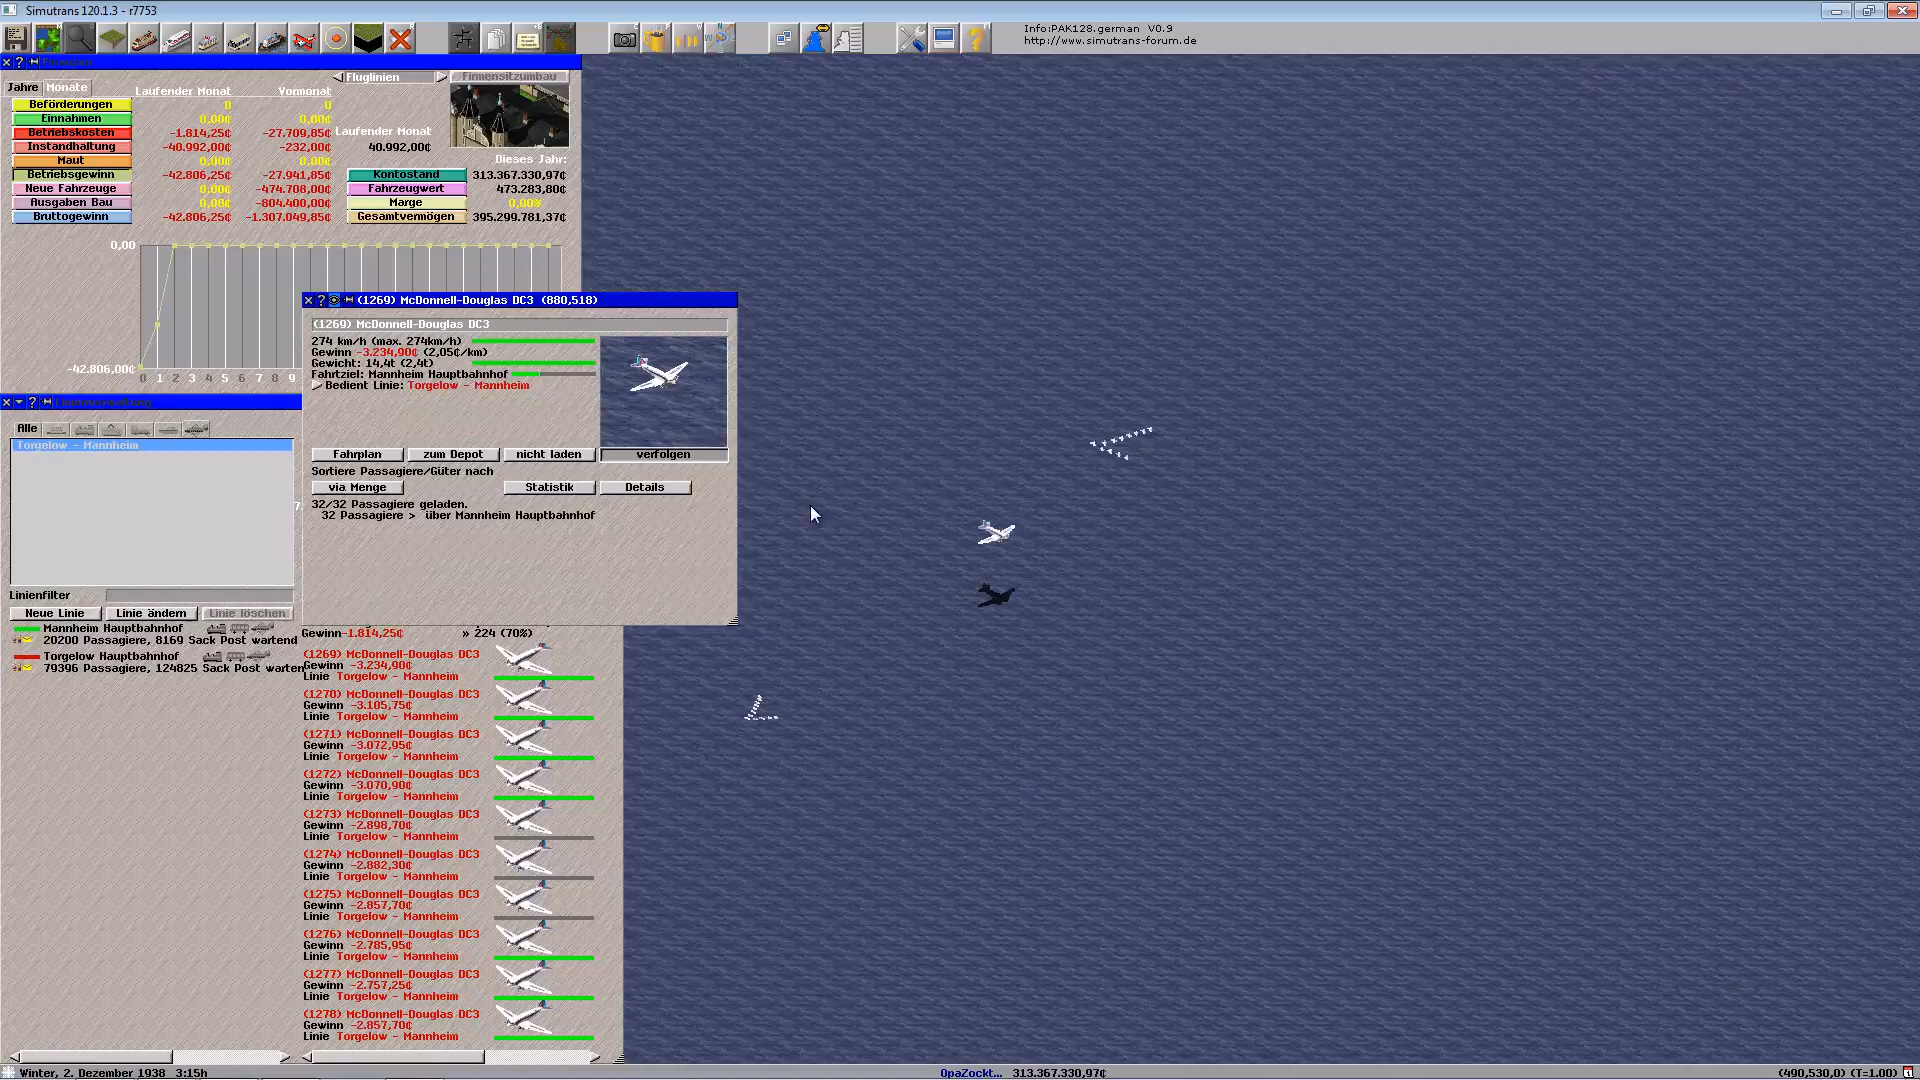 Simutrans 120.1.3 - r7753
Info:PAK128.german V0.9
http://www.simutrans-forum.de
Finanzen
Fluglinien
Firmensitzumbau
Jahre Monate
Laufender Monat Vormonat
Beförderungen 0 0
Einnahmen 0,00¢ 0,00¢
Betriebskosten -1.814,25¢ -27.709,85¢
Laufender Monat
Instandhaltung -40.992,00¢ -232,00¢
40.992,00¢
Maut 0,00¢ 0,00¢
Dieses Jahr:
Betriebsgewinn -42.806,25¢ -27.941,85¢
Kontostand 313.367.330,97¢
Neue Fahrzeuge 0,00¢ -474.708,00¢
Fahrzeugwert 473.283,80¢
Ausgaben Bau 0,00¢ -804.400,00¢
Marge 0,00%
Bruttogewinn -42.806,25¢ -1.307.049,85¢
Gesamtvermögen 395.299.781,37¢
0,00
-42.806,00¢
0 1 2 3 4 5 6 7 8 9
(1269) McDonnell-Douglas DC3 (880,518)
(1269) McDonnell-Douglas DC3
274 km/h (max. 274km/h)
Gewinn -3.234,90¢ (2,05¢/km)
Gewicht: 14,4t (2,4t)
Fahrtziel: Mannheim Hauptbahnhof
Bedient Linie: Torgelow - Mannheim
Fahrplan zum Depot nicht laden verfolgen
Sortiere Passagiere/Güter nach
via Menge Statistik Details
32/32 Passagiere geladen.
32 Passagiere > über Mannheim Hauptbahnhof
Alle
Torgelow - Mannheim
7.
Linienfilter
Neue Linie Linie ändern Linie löschen
Mannheim Hauptbahnhof
20200 Passagiere, 8169 Sack Post wartend
Torgelow Hauptbahnhof
79396 Passagiere, 124825 Sack Post warten
Gewinn-1.814,25¢ » 224 (70%)
(1269) McDonnell-Douglas DC3
Gewinn -3.234,90¢
Linie Torgelow - Mannheim
(1270) McDonnell-Douglas DC3
Gewinn -3.105,75¢
Linie Torgelow - Mannheim
(1271) McDonnell-Douglas DC3
Gewinn -3.072,95¢
Linie Torgelow - Mannheim
(1272) McDonnell-Douglas DC3
Gewinn -3.070,90¢
Linie Torgelow - Mannheim
(1273) McDonnell-Douglas DC3
Gewinn -2.898,70¢
Linie Torgelow - Mannheim
(1274) McDonnell-Douglas DC3
Gewinn -2.882,30¢
Linie Torgelow - Mannheim
(1275) McDonnell-Douglas DC3
Gewinn -2.857,70¢
Linie Torgelow - Mannheim
(1276) McDonnell-Douglas DC3
Gewinn -2.785,95¢
Linie Torgelow - Mannheim
(1277) McDonnell-Douglas DC3
Gewinn -2.757,25¢
Linie Torgelow - Mannheim
(1278) McDonnell-Douglas DC3
Gewinn -2.857,70¢
Linie Torgelow - Mannheim
Winter, 2. Dezember 1938 3:15h
OpaZockt... 313.367.330,97¢
(490,530,0) (T=1.00)